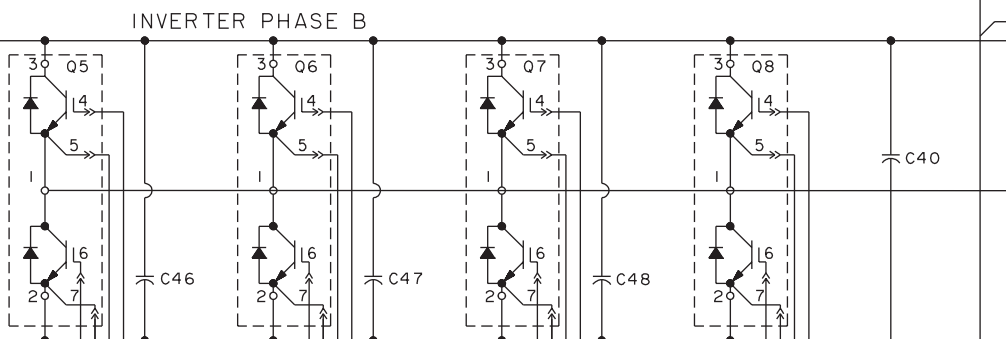 INVERTER PHASE B
3 Q5 3 Q6 3 Q7 3 Q8
4 4 4 4
5 5 5 5
C40
1 1 1 1
6 6 6 6
C46 C47 C48
2 7 2 7 2 7 2 7